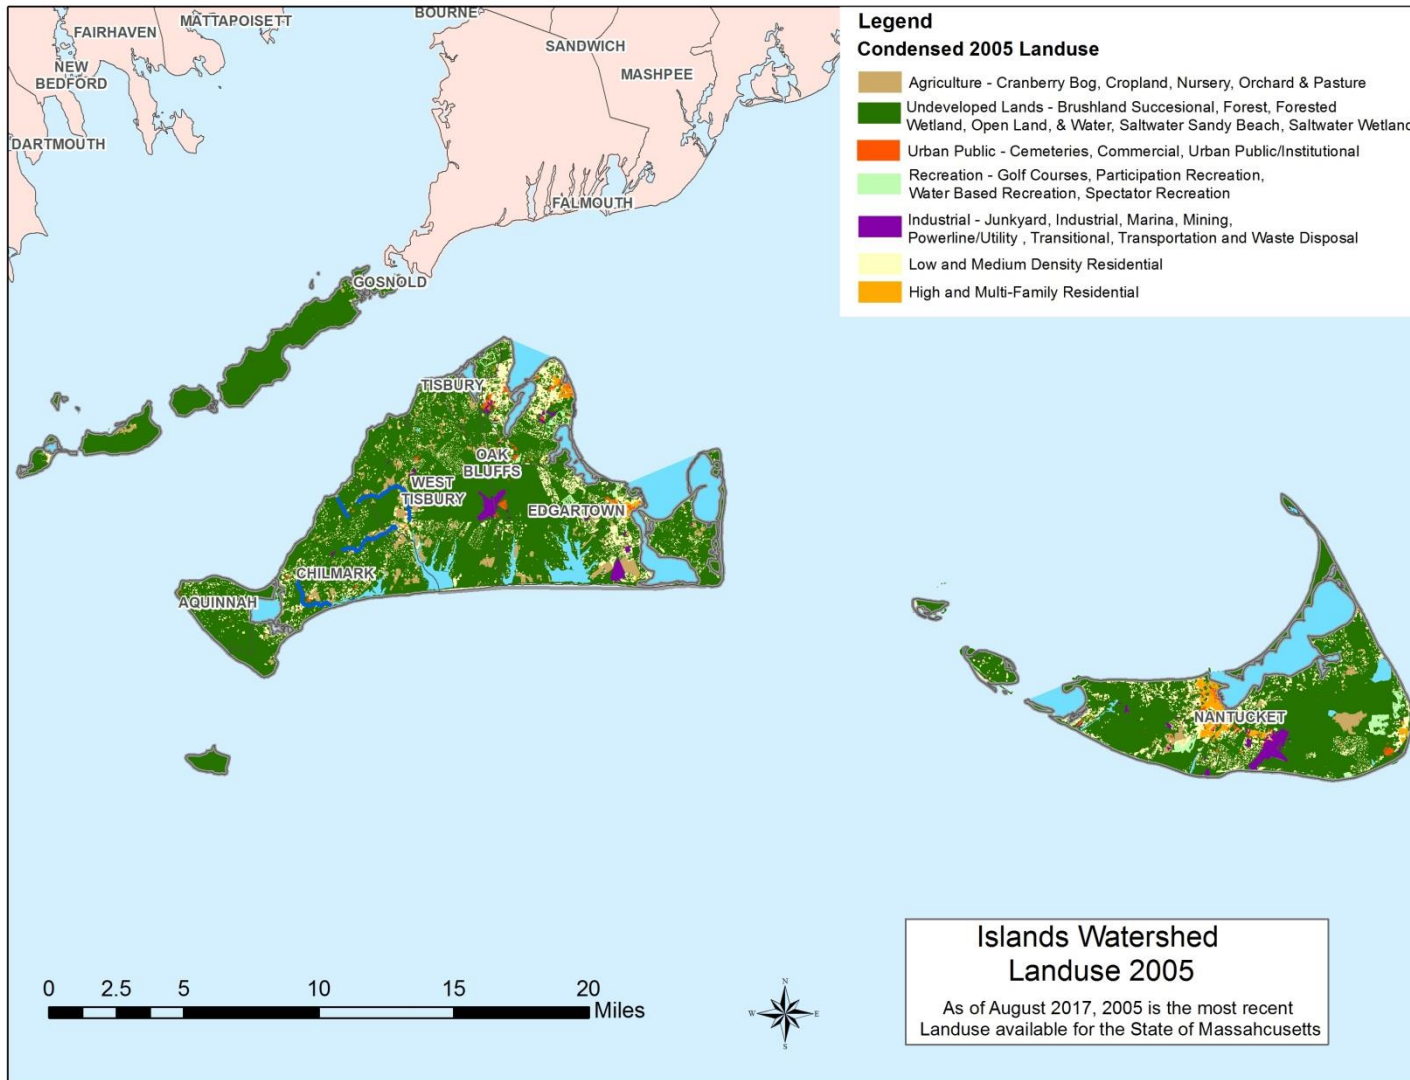 Legend
Condensed 2005 Landuse
Agriculture - Cranberry Bog, Cropland, Nursery, Orchard & Pasture
Undeveloped Lands - Brushland Succesional, Forest, Forested
Wetland, Open Land, & Water, Saltwater Sandy Beach, Saltwater Wetland
Urban Public - Cemeteries, Commercial, Urban Public/Institutional
Recreation - Golf Courses, Participation Recreation,
Water Based Recreation, Spectator Recreation
Industrial - Junkyard, Industrial, Marina, Mining,
Powerline/Utility , Transitional, Transportation and Waste Disposal
Low and Medium Density Residential
High and Multi-Family Residential
BOURNE
MATTAPOISETT
FAIRHAVEN
SANDWICH
NEW
BEDFORD
MASHPEE
DARTMOUTH
FALMOUTH
GOSNOLD
TISBURY
OAK
BLUFFS
WEST
TISBURY
EDGARTOWN
CHILMARK
AQUINNAH
NANTUCKET
0 2.5 5 10 15 20
Miles
N
W E
S
Islands Watershed
Landuse 2005
As of August 2017, 2005 is the most recent
Landuse available for the State of Massahcusetts